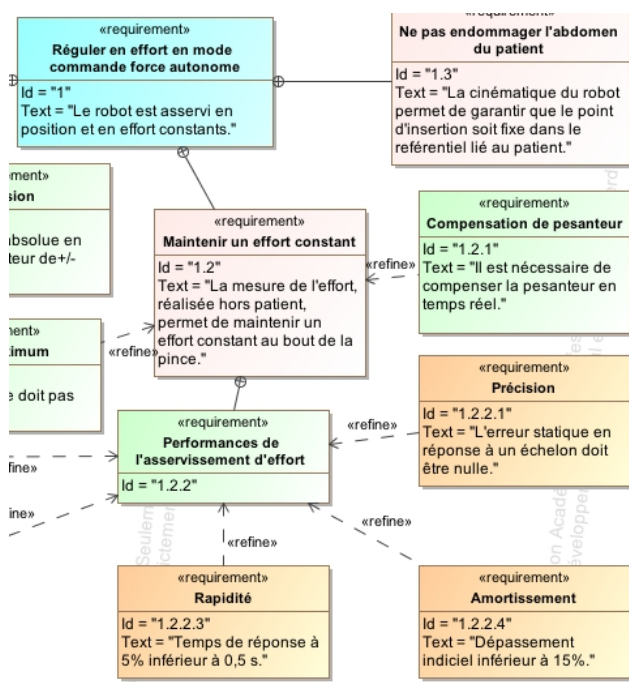 «requirement»
Réguler en effort en mode
commande force autonome
Id = "1"
Text = "Le robot est asservi en
position et en effort constants."
«requirement»
Ne pas endommager l'abdomen
du patient
Id = "1.3"
Text = "La cinématique du robot
permet de garantir que le point
d'insertion soit fixe dans le
reférentiel lié au patient."
absolue en
teur de+/-
«requirement»
Maintenir un effort constant
Id = "1.2"
Text = "La mesure de l'effort,
réalisée hors patient,
permet de maintenir un
effort constant au bout de la
pince."
«refine»
«requirement»
Compensation de pesanteur
Id = "1.2.1"
Text = "Il est nécessaire de
compenser la pesanteur en
temps réel."
«refine»
e doit pas
«requirement»
Précision
Id = "1.2.2.1"
Text = "L'erreur statique en
réponse à un échelon doit
être nulle."
«requirement»
Performances de
l'asservissement d'effort
Id = "1.2.2"
«refine»
«refine»
«requirement»
Rapidité
Id = "1.2.2.3"
Text = "Temps de réponse à
5% inférieur à 0,5 s."
«requirement»
Amortissement
Id = "1.2.2.4"
Text = "Dépassement
indiciel inférieur à 15%."